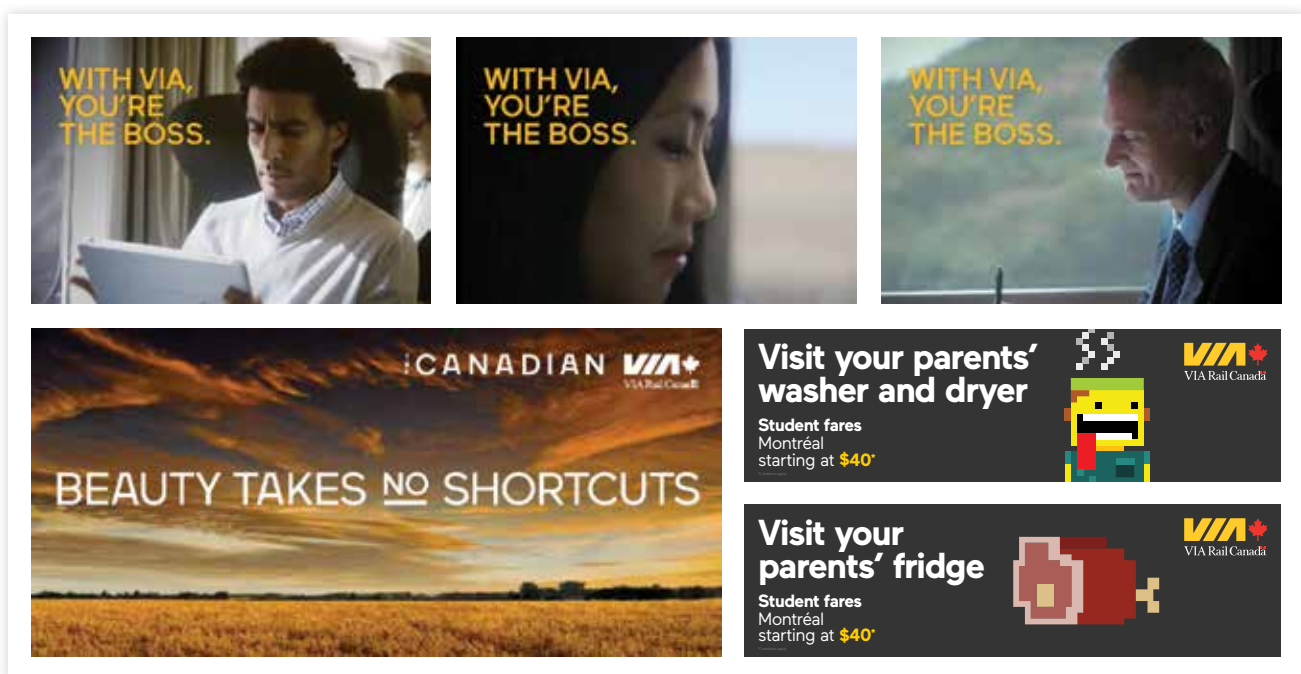 WITH VIA,
YOU'RE
THE BOSS.
WITH VIA,
YOU'RE
THE BOSS.
WITH VIA,
YOU'RE
THE BOSS.
THE CANADIAN VIA
VIA Rail Canada
BEAUTY TAKES NO SHORTCUTS
Visit your parents'
washer and dryer
Student fares
Montréal
starting at $40*
VIA
VIA Rail Canada
Visit your
parents' fridge
Student fares
Montréal
starting at $40*
VIA
VIA Rail Canada